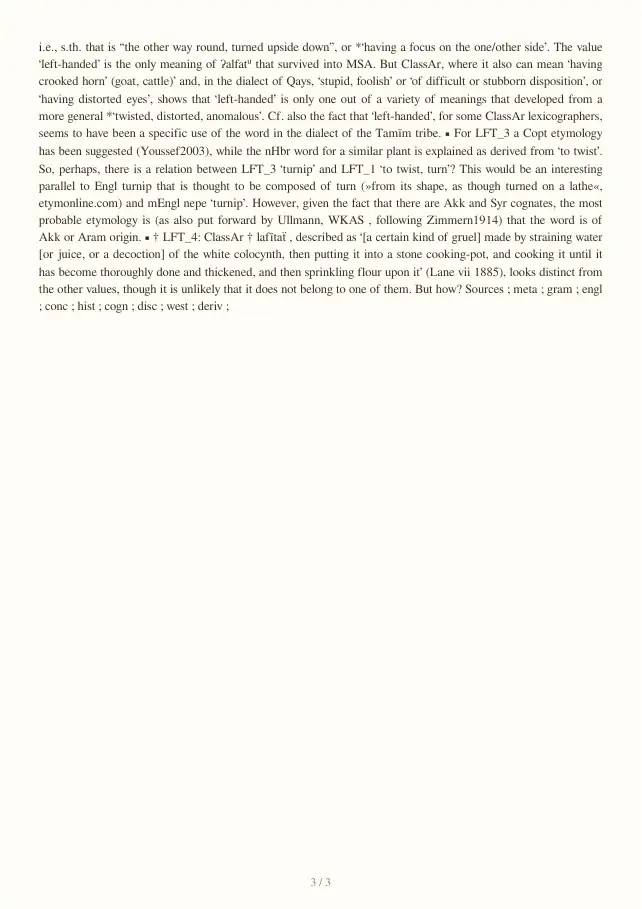 i.e., s.th. that is “the other way round, turned upside down”, or *‘having a focus on the one/other side’. The value
‘left-handed’ is the only meaning of ʔalfatᵘ that survived into MSA. But ClassAr, where it also can mean ‘having
crooked horn’ (goat, cattle)‘ and, in the dialect of Qays, ‘stupid, foolish’ or ‘of difficult or stubborn disposition’, or
‘having distorted eyes’, shows that ‘left-handed’ is only one out of a variety of meanings that developed from a
more general *‘twisted, distorted, anomalous’. Cf. also the fact that ‘left-handed’, for some ClassAr lexicographers,
seems to have been a specific use of the word in the dialect of the Tamīm tribe. ▪ For LFT_3 a Copt etymology
has been suggested (Youssef2003), while the nHbr word for a similar plant is explained as derived from ‘to twist’.
So, perhaps, there is a relation between LFT_3 ‘turnip’ and LFT_1 ‘to twist, turn’? This would be an interesting
parallel to Engl turnip that is thought to be composed of turn (»from its shape, as though turned on a lathe«,
etymonline.com) and mEngl nepe ‘turnip’. However, given the fact that there are Akk and Syr cognates, the most
probable etymology is (as also put forward by Ullmann, WKAS , following Zimmern1914) that the word is of
Akk or Aram origin. ▪ † LFT_4: ClassAr † lafītaẗ , described as ‘[a certain kind of gruel] made by straining water
[or juice, or a decoction] of the white colocynth, then putting it into a stone cooking-pot, and cooking it until it
has become thoroughly done and thickened, and then sprinkling flour upon it’ (Lane vii 1885), looks distinct from
the other values, though it is unlikely that it does not belong to one of them. But how? Sources ; meta ; gram ; engl
; conc ; hist ; cogn ; disc ; west ; deriv ;
3 / 3